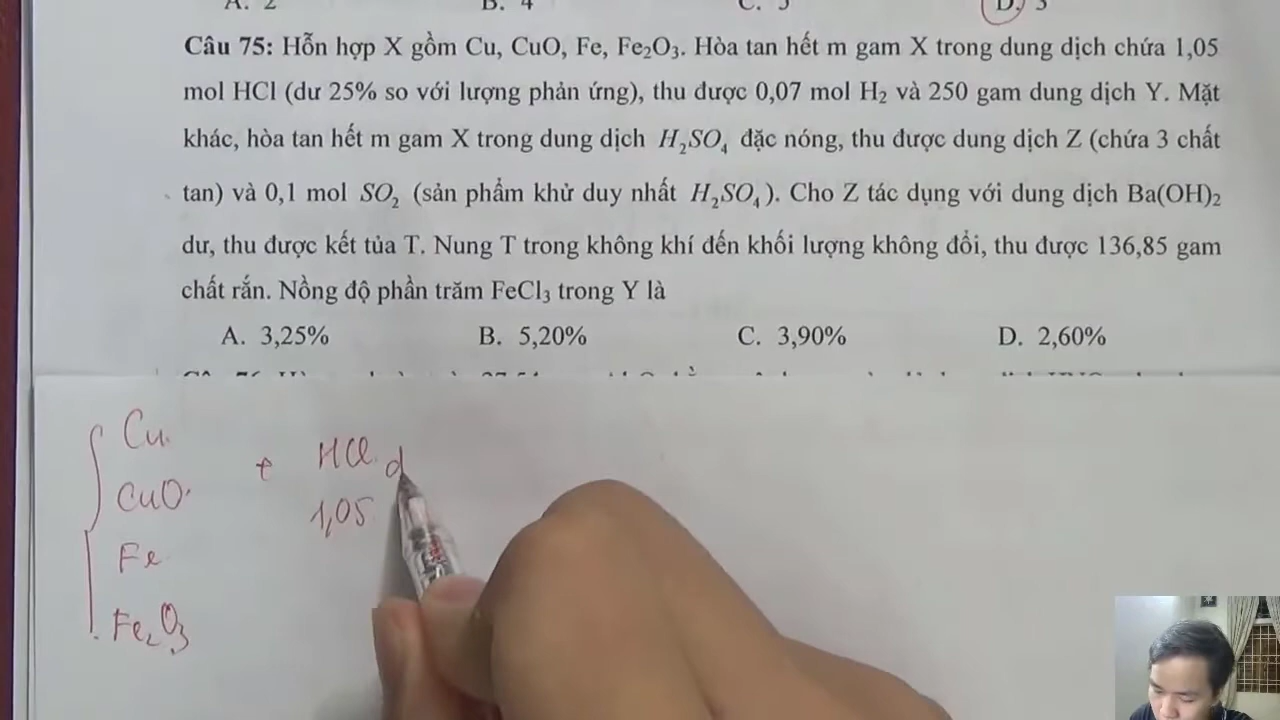 A. 2 B. 4 C. 5 D. 3
Câu 75: Hỗn hợp X gồm Cu, CuO, Fe, Fe₂O₃. Hòa tan hết m gam X trong dung dịch chứa 1,05
mol HCl (dư 25% so với lượng phản ứng), thu được 0,07 mol H₂ và 250 gam dung dịch Y. Mặt
khác, hòa tan hết m gam X trong dung dịch H₂SO₄ đặc nóng, thu được dung dịch Z (chứa 3 chất
tan) và 0,1 mol SO₂ (sản phẩm khử duy nhất H₂SO₄). Cho Z tác dụng với dung dịch Ba(OH)₂
dư, thu được kết tủa T. Nung T trong không khí đến khối lượng không đổi, thu được 136,85 gam
chất rắn. Nồng độ phần trăm FeCl₃ trong Y là
A. 3,25% B. 5,20% C. 3,90% D. 2,60%
Cu
CuO + HCl d
1,05
Fe
Fe₂O₃